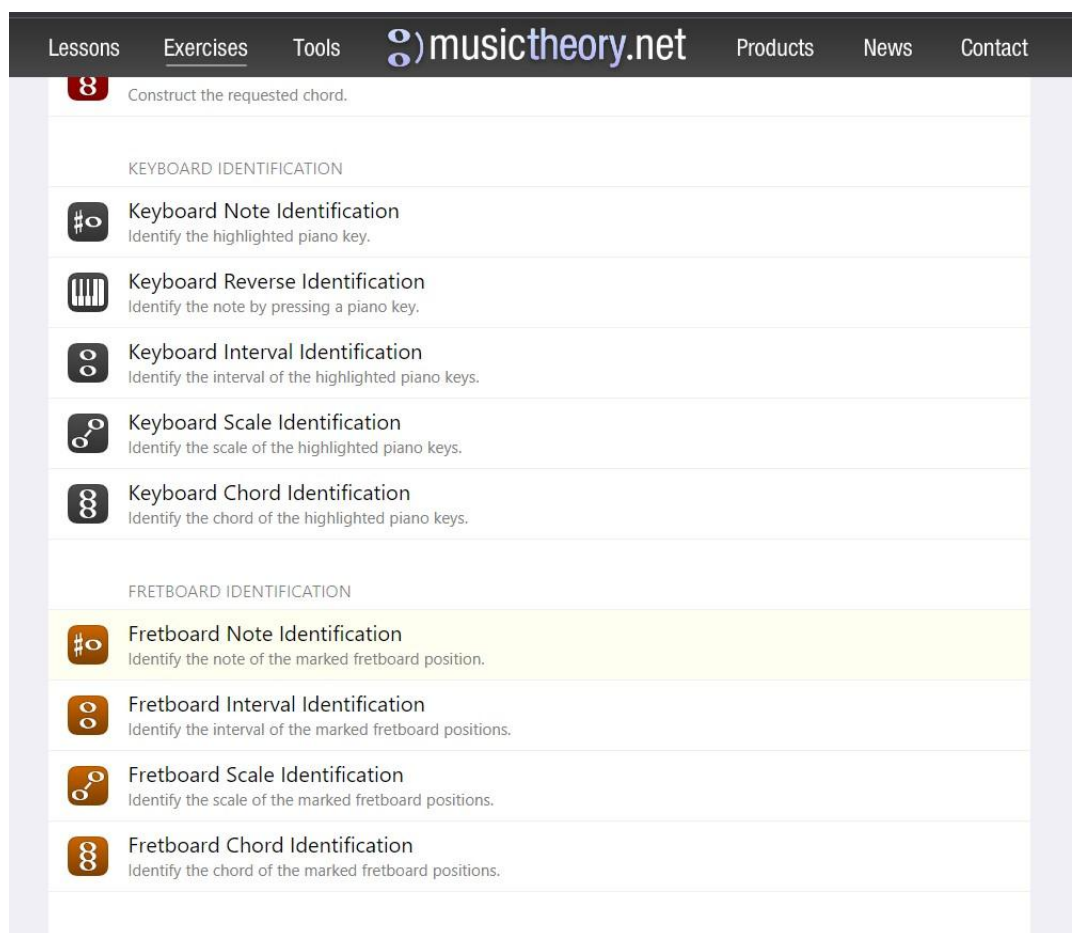 Lessons Exercises Tools musictheory.net Products News Contact
Construct the requested chord.
KEYBOARD IDENTIFICATION
Keyboard Note Identification
Identify the highlighted piano key.
Keyboard Reverse Identification
Identify the note by pressing a piano key.
Keyboard Interval Identification
Identify the interval of the highlighted piano keys.
Keyboard Scale Identification
Identify the scale of the highlighted piano keys.
Keyboard Chord Identification
Identify the chord of the highlighted piano keys.
FRETBOARD IDENTIFICATION
Fretboard Note Identification
Identify the note of the marked fretboard position.
Fretboard Interval Identification
Identify the interval of the marked fretboard positions.
Fretboard Scale Identification
Identify the scale of the marked fretboard positions.
Fretboard Chord Identification
Identify the chord of the marked fretboard positions.